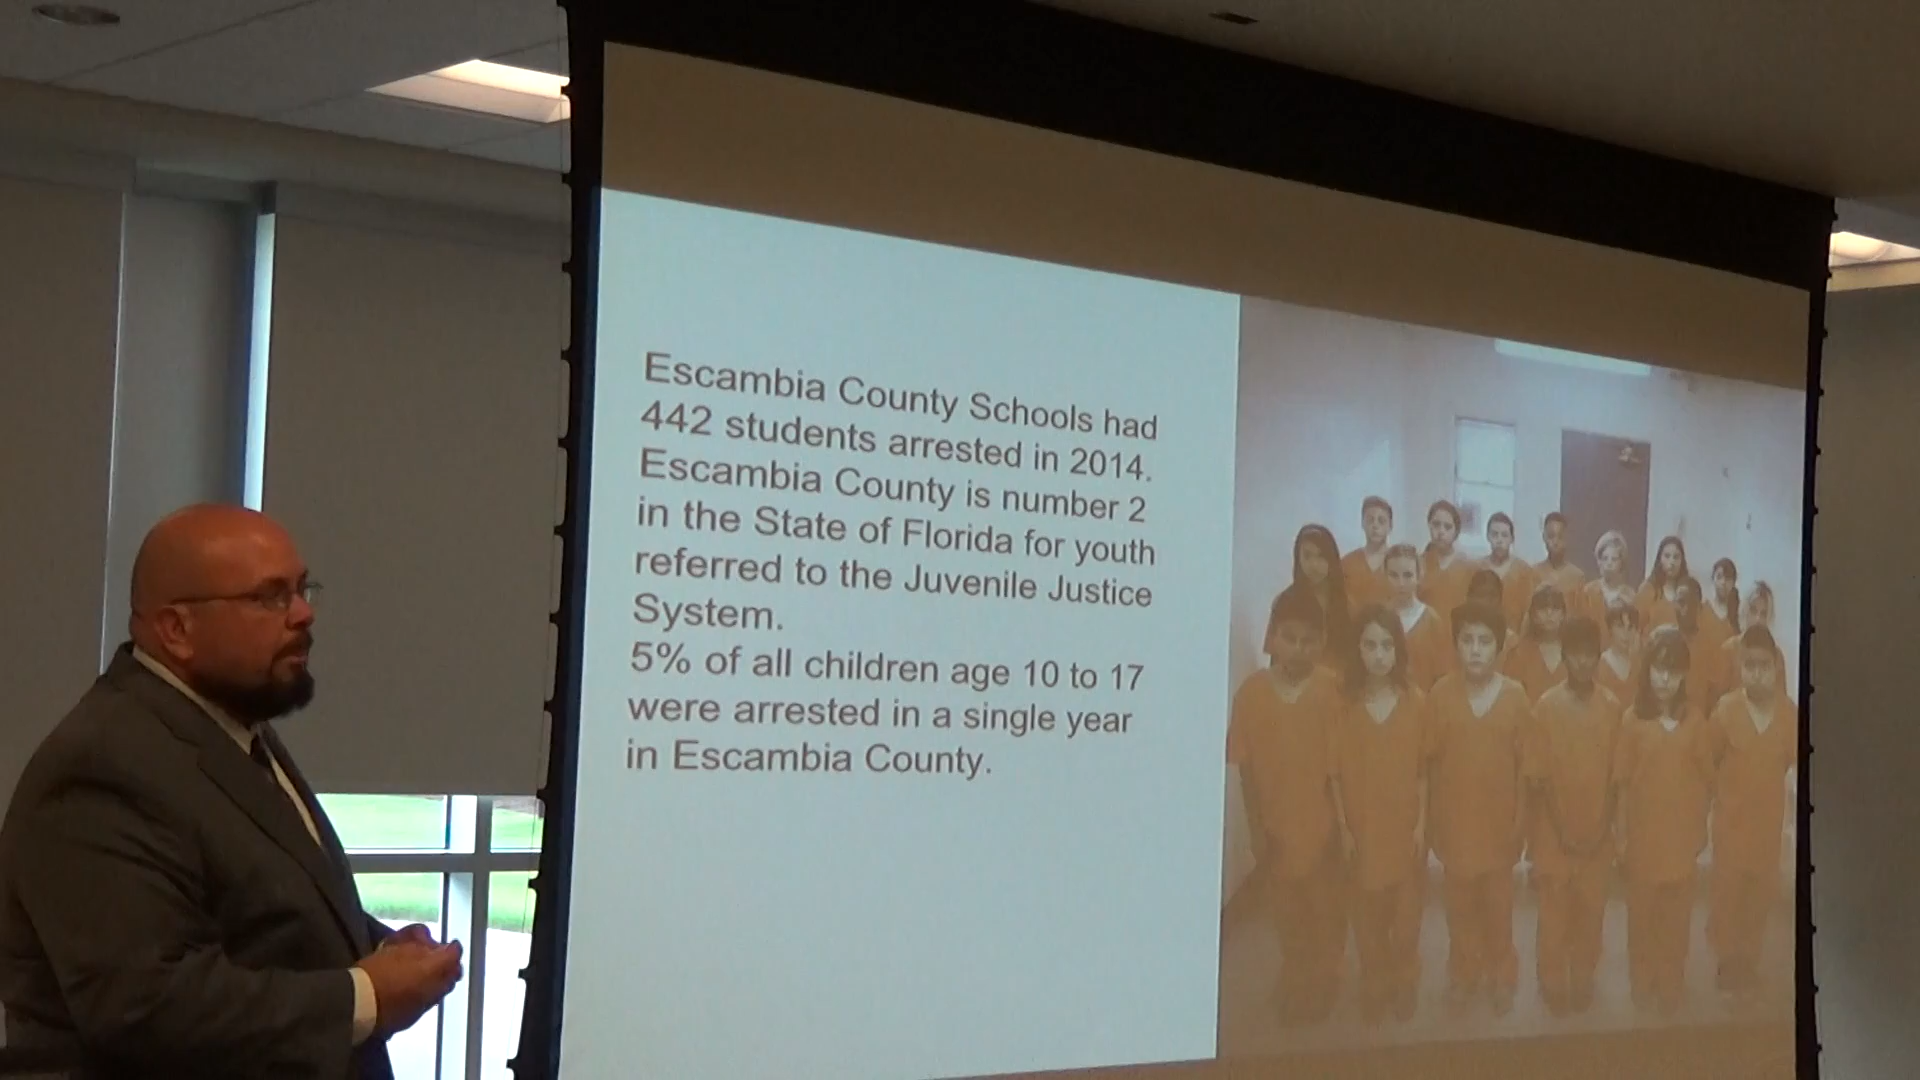 Escambia County Schools had
442 students arrested in 2014.
Escambia County is number 2
in the State of Florida for youth
referred to the Juvenile Justice
System.
5% of all children age 10 to 17
were arrested in a single year
in Escambia County.